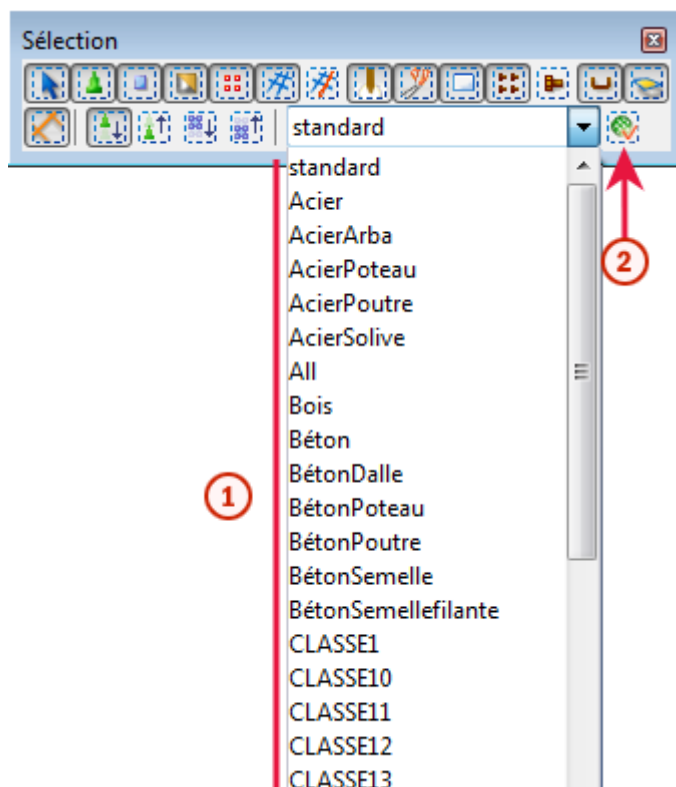 Sélection
standard
standard
Acier
AcierArba
AcierPoteau
2
AcierPoutre
AcierSolive
All
Bois
Béton
BétonDalle
1
BétonPoteau
BétonPoutre
BétonSemelle
BétonSemellefilante
CLASSE1
CLASSE10
CLASSE11
CLASSE12
CLASSE13